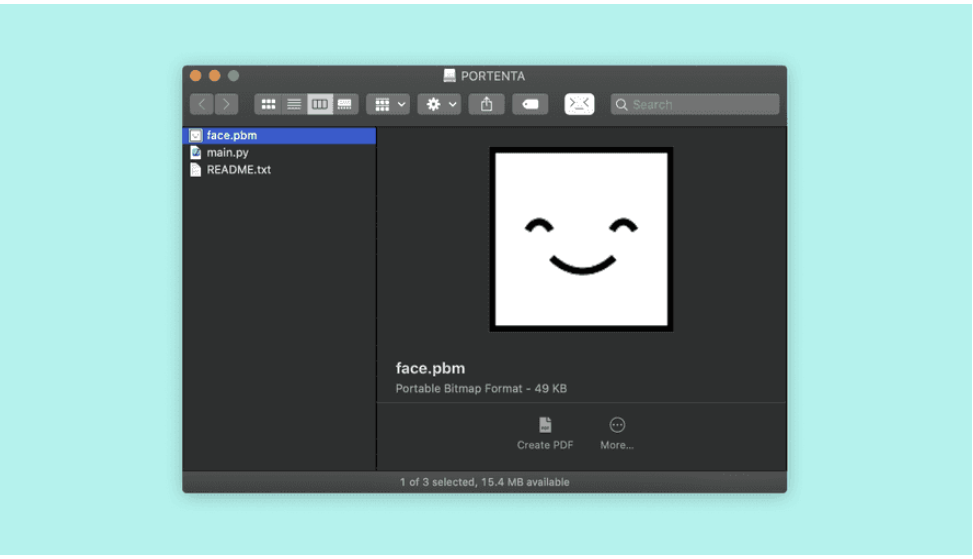 PORTENTA
Search
face.pbm
main.py
README.txt
face.pbm
Portable Bitmap Format - 49 KB
Create PDF
More...
1 of 3 selected, 15.4 MB available